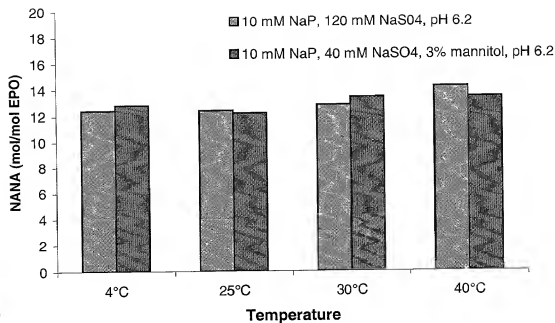 20
18
16
14
12
10
8
6
4
2
0
NANA (mol/mol EPO)
10 mM NaP, 120 mM NaS04, pH 6.2
10 mM NaP, 40 mM NaSO4, 3% mannitol, pH 6.2
4°C 25°C 30°C 40°C
Temperature